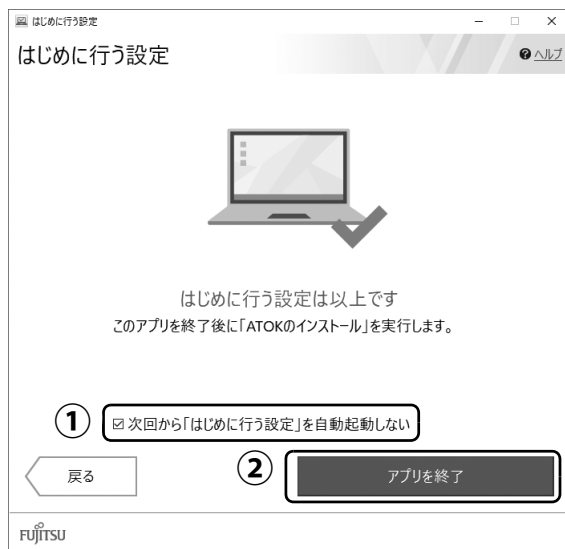 はじめに行う設定
はじめに行う設定
ヘルプ
はじめに行う設定は以上です
このアプリを終了後に「ATOKのインストール」を実行します。
① 次回から「はじめに行う設定」を自動起動しない
戻る
② アプリを終了
FUJITSU